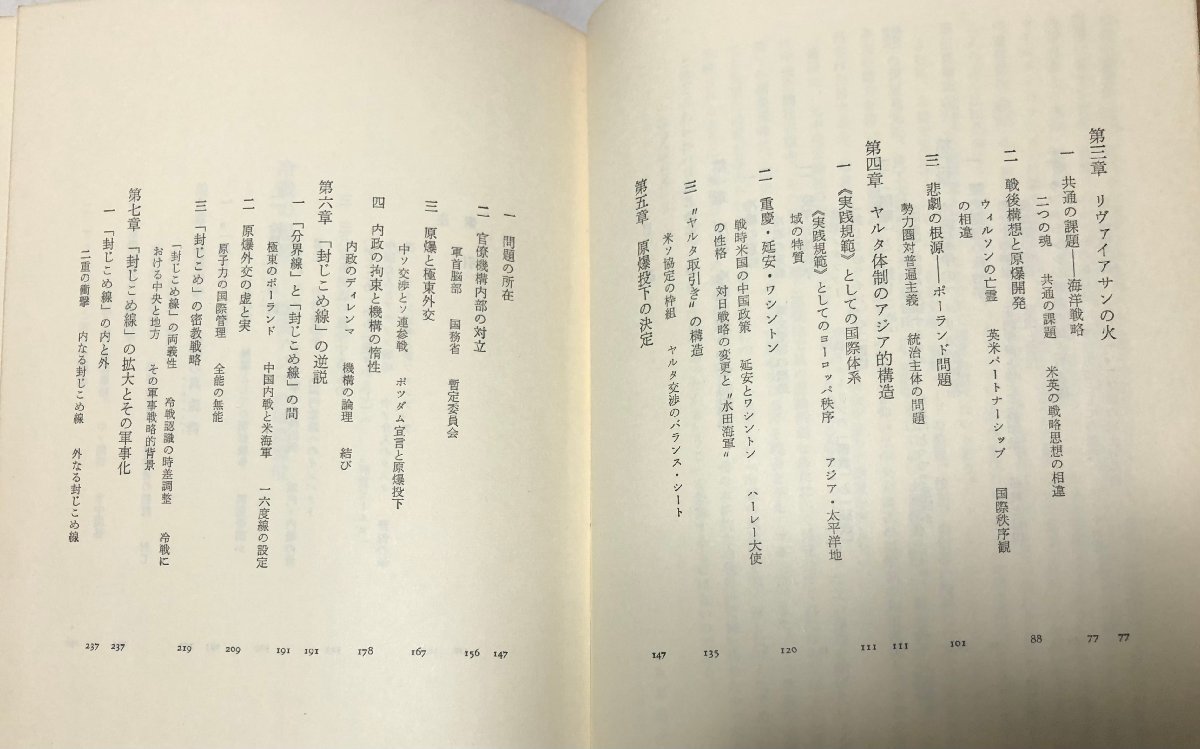 第三章 リヴァイアサンの火 77
一 共通の課題――海洋戦略 77
二つの魂 共通の課題 米英の戦略思想の相違
二 戦後構想と原爆開発 88
ウィルソンの亡霊 英米パートナーシップ 国際秩序観
の相違
三 悲劇の根源――ポーランド問題 101
勢力圏対普遍主義 統治主体の問題
第四章 ヤルタ体制のアジア的構造 111
一 《実践規範》としての国際体系 111
《実践規範》としてのヨーロッパ秩序 アジア・太平洋地
域の特質
二 重慶・延安・ワシントン 120
戦時米国の中国政策 延安とワシントン ハーレー大使
の性格 対日戦略の変更と〝水田海軍〟
三 〝ヤルタ取引き〟の構造 135
米ソ協定の枠組 ヤルタ交渉のバランス・シート
第五章 原爆投下の決定 147
一 問題の所在 147
二 官僚機構内部の対立 156
軍首脳部 国務省 暫定委員会
三 原爆と極東外交 167
中ソ交渉とソ連参戦 ポツダム宣言と原爆投下
四 内政の拘束と機構の惰性 178
内政のディレンマ 機構の論理 結び
第六章 「封じこめ線」の逆説 191
一 「分界線」と「封じこめ線」の間 191
極東のポーランド 中国内戦と米海軍 一六度線の設定
二 原爆外交の虚と実 209
原子力の国際管理 全能の無能
三 「封じこめ」の密教戦略 219
「封じこめ線」の両義性 冷戦認識の時差調整 冷戦に
おける中央と地方 その軍事戦略的背景
第七章 「封じこめ線」の拡大とその軍事化 237
一 「封じこめ線」の内と外 237
二重の衝撃 内なる封じこめ線 外なる封じこめ線